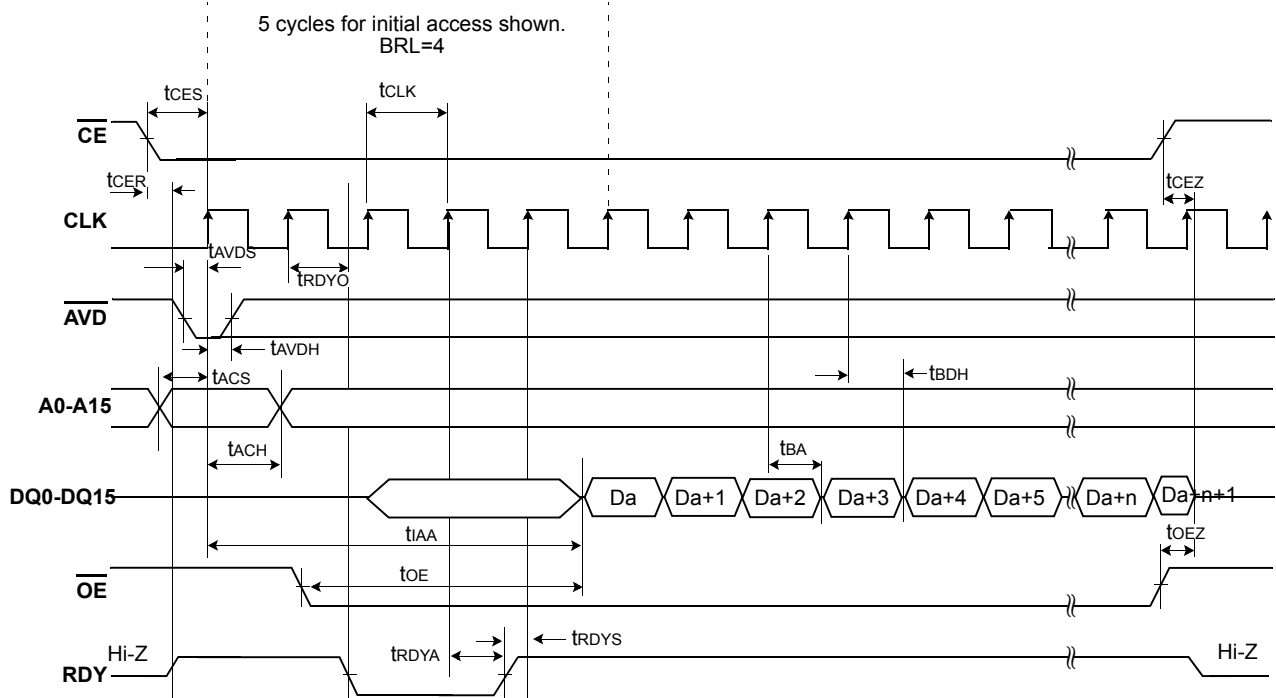 5 cycles for initial access shown.
BRL=4
tCES
tCLK
CE
tCER
tCEZ
CLK
tAVDS
tRDYO
AVD
tAVDH
tACS
tBDH
A0-A15
tACH
tBA
DQ0-DQ15
Da
Da+1
Da+2
Da+3
Da+4
Da+5
Da+n
Da+n+1
tIAA
tOEZ
tOE
OE
tRDYS
Hi-Z
tRDYA
Hi-Z
RDY